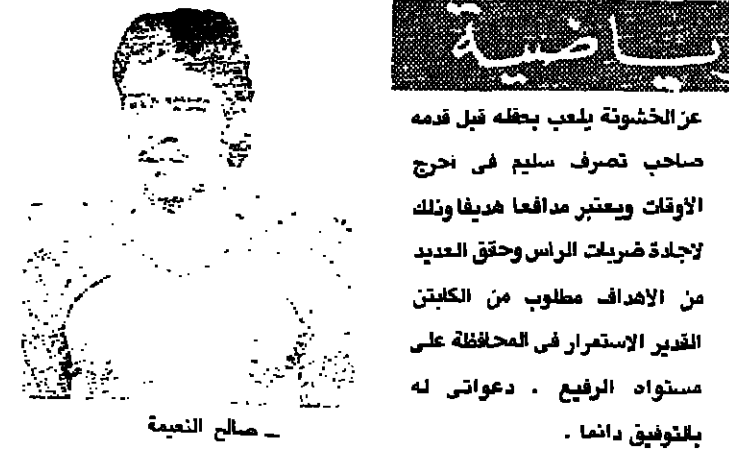 رياضية
عن الخشونة يلعب بعقله قبل قدمه
صاحب تصرف سليم فى احرج
الاوقات ويعتبر مدافعا هدافا وذلك
لاجادة ضربات الراس وحقق العديد
من الاهداف مطلوب من الكابتن
القدير الاستمرار فى المحافظة على
مستواه الرفيع . دعواتى له
بالتوفيق دائما .
ـ صالح النعيمة